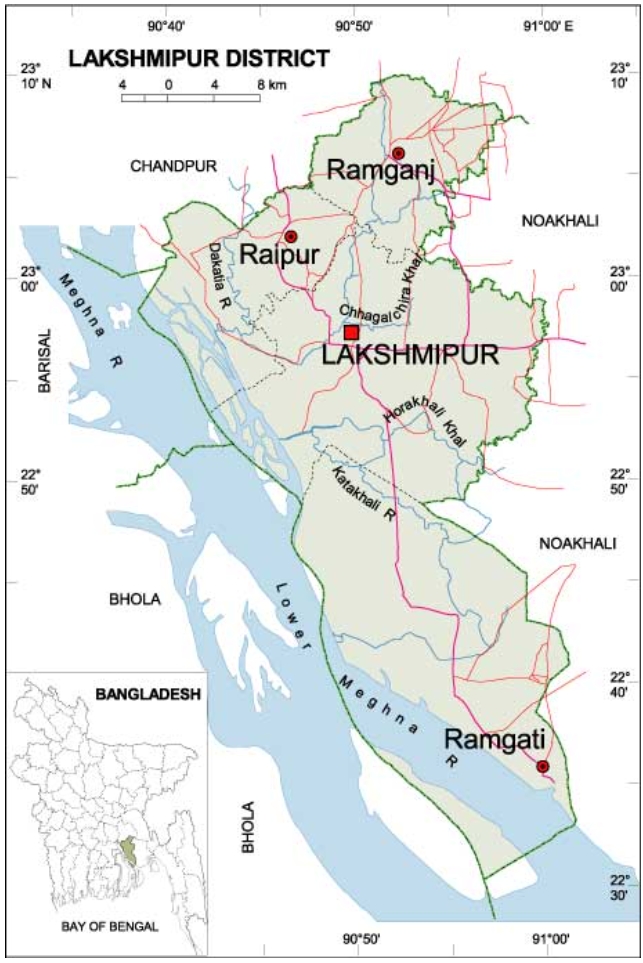 90°40' 90°50' 91°00' E
LAKSHMIPUR DISTRICT
23°
10' N
23°
10'
4 0 4 8 km
Ramganj
CHANDPUR
NOAKHALI
Raipur
Dakatia R
23°
00'
23°
00'
Meghna R
Chhagalchira Khal
BARISAL
LAKSHMIPUR
Horakhali Khal
22°
50'
22°
50'
Katakhali R
NOAKHALI
BHOLA
Lower Meghna R
22°
40'
BANGLADESH
Ramgati
BHOLA
22°
30'
BAY OF BENGAL
90°50' 91°00'